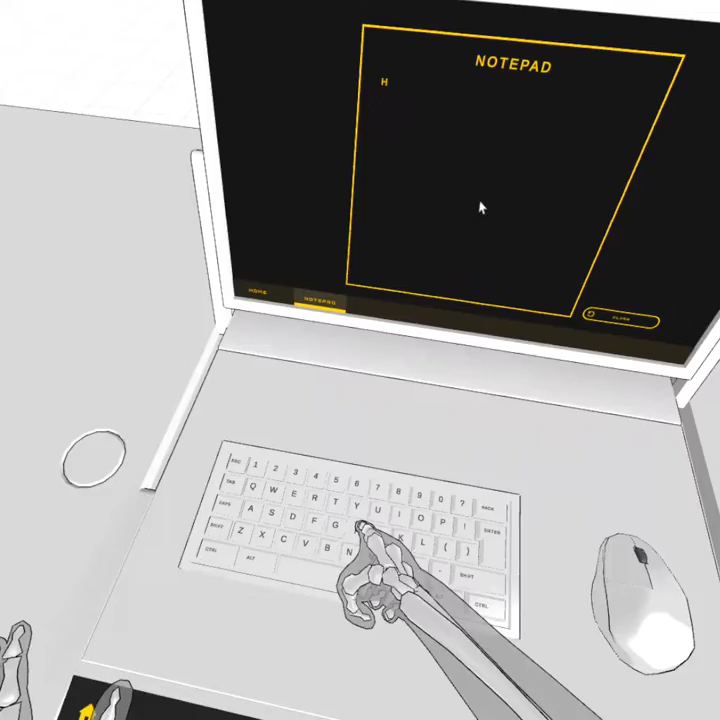 NOTEPAD
H
HOME NOTEPAD
ESC 1 2 3 4 5 6 7 8 9 0 ? BACK
TAB Q W E R T Y U I O P ! ENTER
CAPS A S D F G K L ( )
SHIFT Z X C V B N - SHIFT
CTRL ALT CTRL